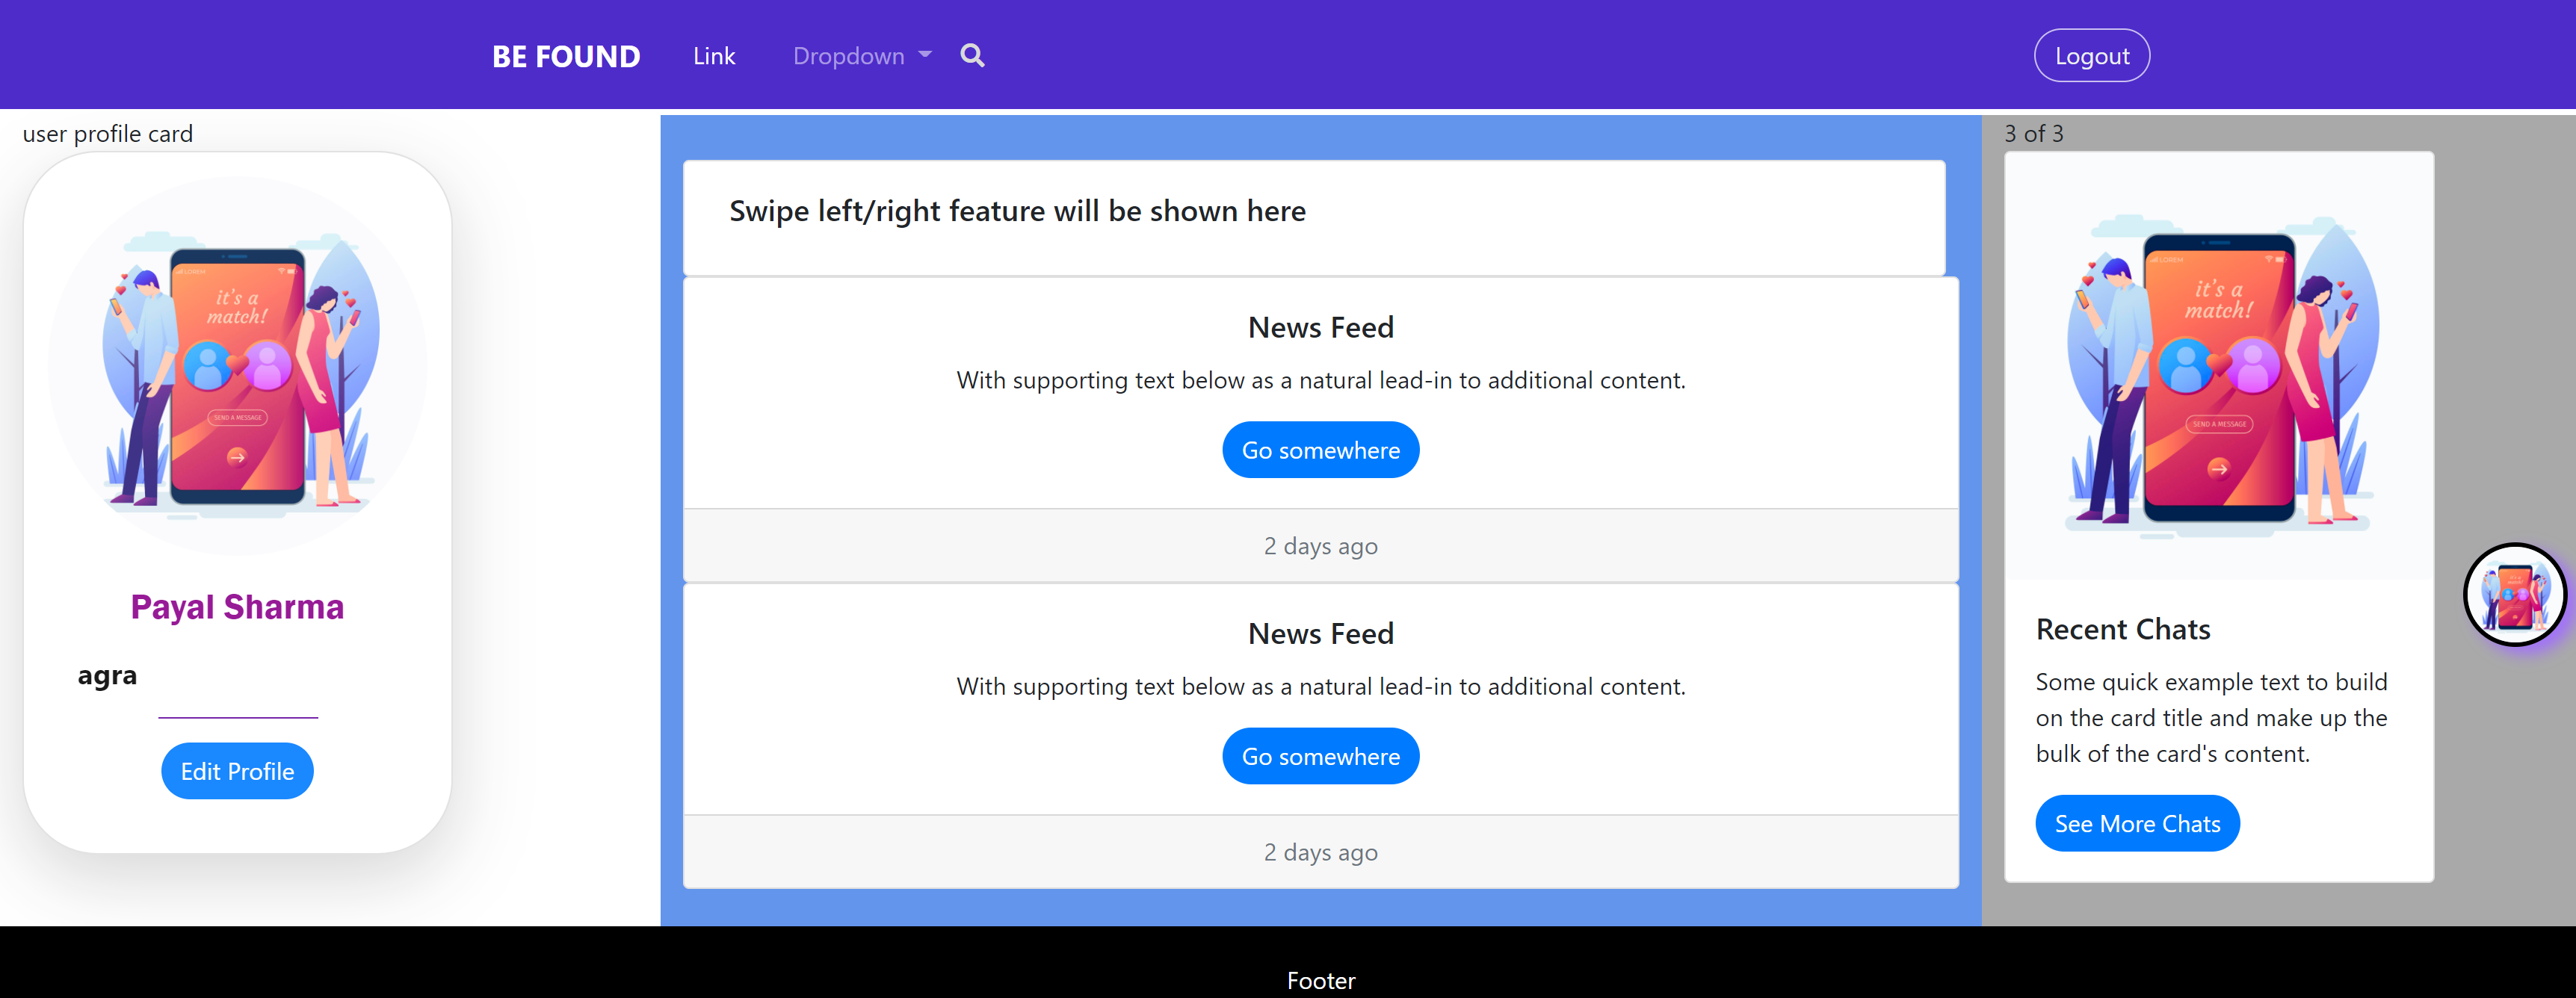 BE FOUND Link Dropdown Logout
user profile card
LOREM
it's a
match!
SEND A MESSAGE
Payal Sharma
agra
Edit Profile
Swipe left/right feature will be shown here
News Feed
With supporting text below as a natural lead-in to additional content.
Go somewhere
2 days ago
News Feed
With supporting text below as a natural lead-in to additional content.
Go somewhere
2 days ago
3 of 3
LOREM
it's a
match!
SEND A MESSAGE
Recent Chats
Some quick example text to build
on the card title and make up the
bulk of the card's content.
See More Chats
Footer